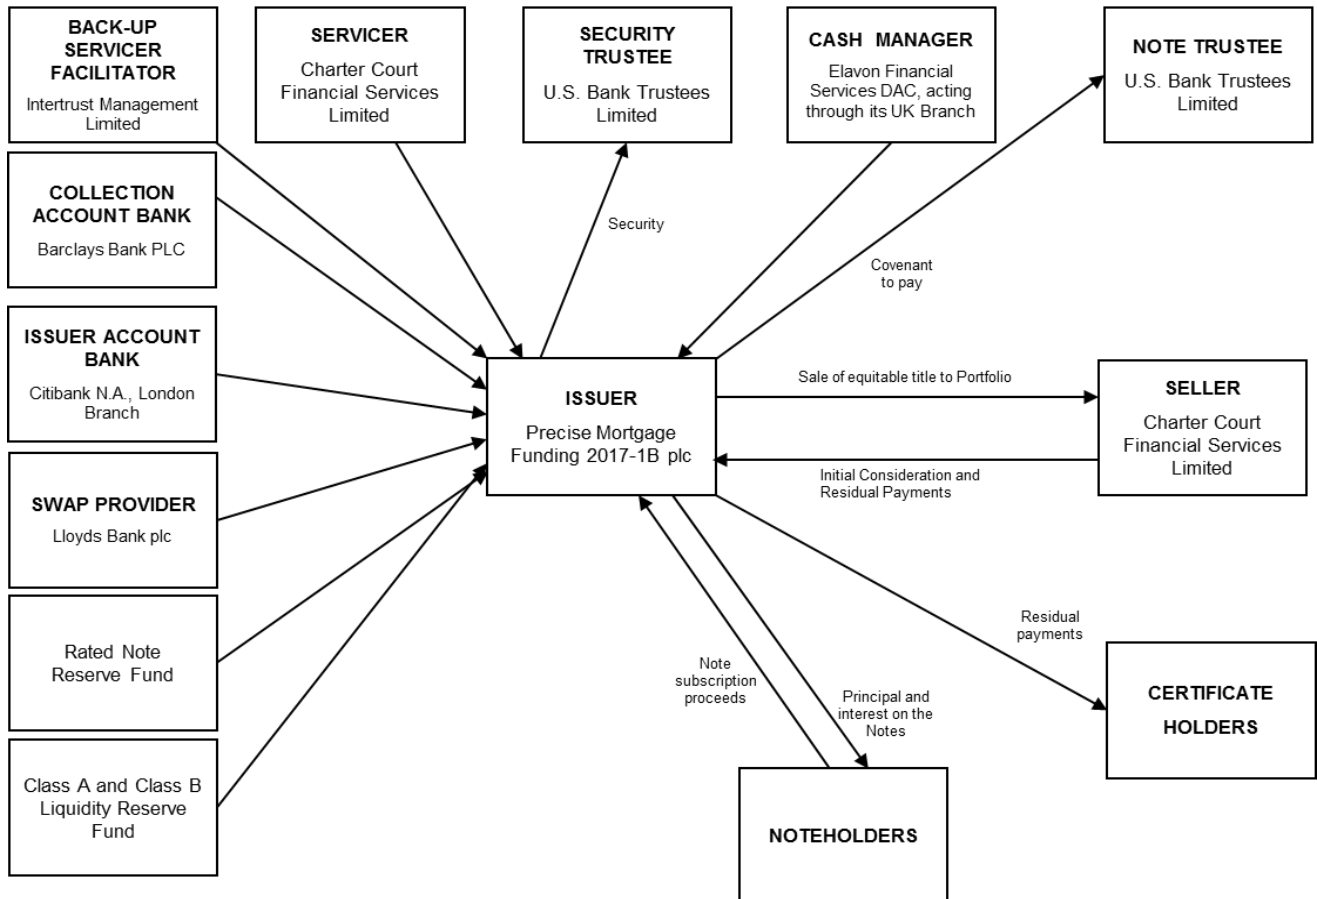 BACK-UP
SERVICER
FACILITATOR
Intertrust Management
Limited
SERVICER
Charter Court
Financial Services
Limited
SECURITY
TRUSTEE
U.S. Bank Trustees
Limited
CASH MANAGER
Elavon Financial
Services DAC, acting
through its UK Branch
NOTE TRUSTEE
U.S. Bank Trustees
Limited
COLLECTION
ACCOUNT BANK
Barclays Bank PLC
Security
Covenant
to pay
ISSUER ACCOUNT
BANK
Citibank N.A., London
Branch
ISSUER
Precise Mortgage
Funding 2017-1B plc
Sale of equitable title to Portfolio
Initial Consideration and
Residual Payments
SELLER
Charter Court
Financial Services
Limited
SWAP PROVIDER
Lloyds Bank plc
Rated Note
Reserve Fund
Note
subscription
proceeds
Principal and
interest on the
Notes
Residual
payments
CERTIFICATE
HOLDERS
Class A and Class B
Liquidity Reserve
Fund
NOTEHOLDERS